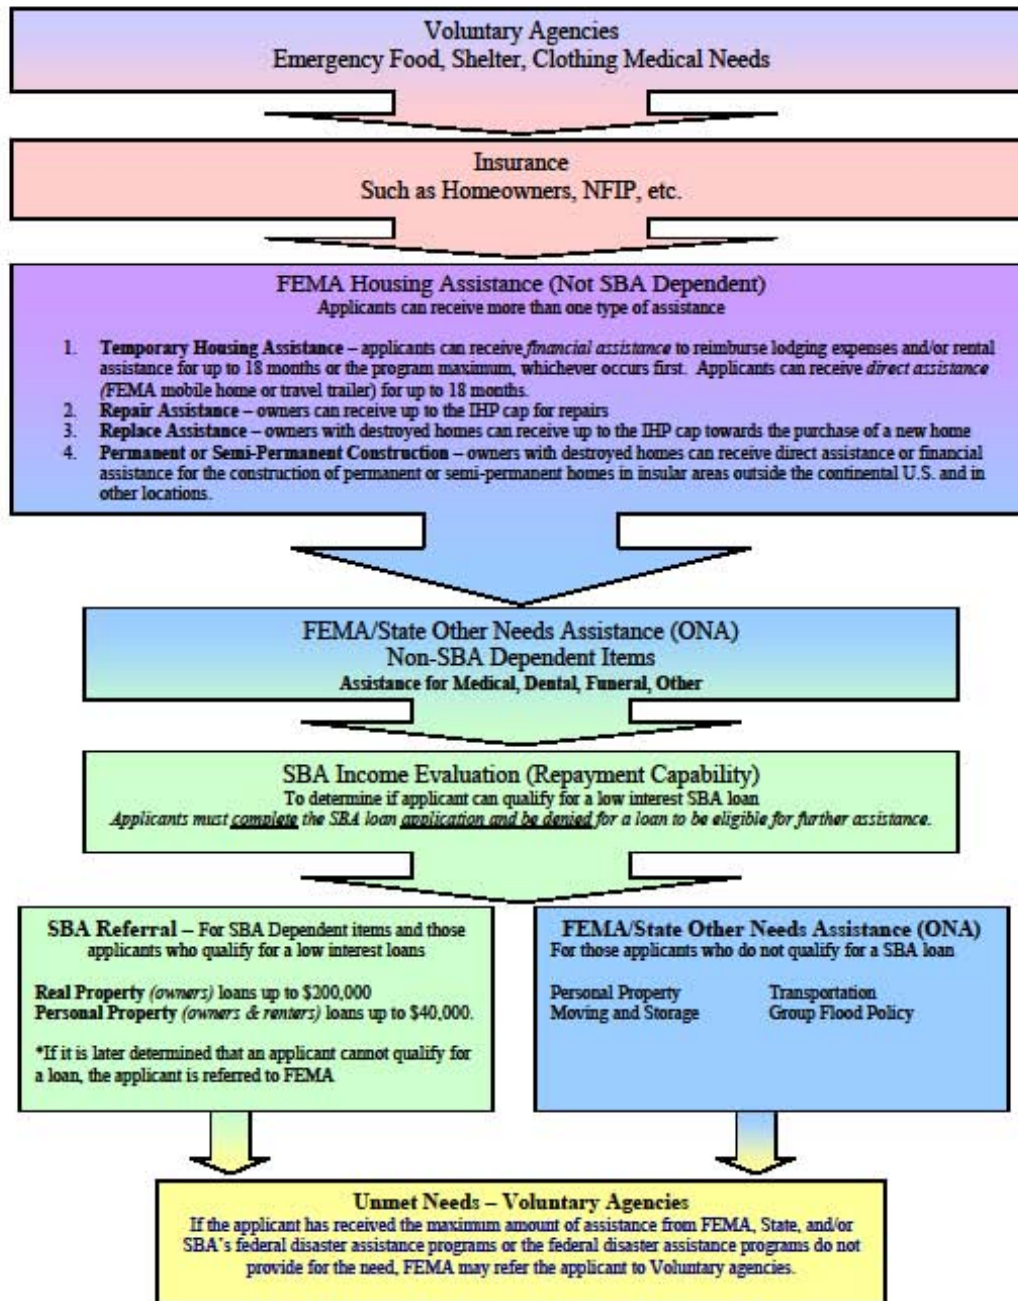 Voluntary Agencies
Emergency Food, Shelter, Clothing Medical Needs
Insurance
Such as Homeowners, NFIP, etc.
FEMA Housing Assistance (Not SBA Dependent)
Applicants can receive more than one type of assistance
1. Temporary Housing Assistance – applicants can receive financial assistance to reimburse lodging expenses and/or rental
assistance for up to 18 months or the program maximum, whichever occurs first. Applicants can receive direct assistance
(FEMA mobile home or travel trailer) for up to 18 months.
2. Repair Assistance – owners can receive up to the IHP cap for repairs
3. Replace Assistance – owners with destroyed homes can receive up to the IHP cap towards the purchase of a new home
4. Permanent or Semi-Permanent Construction – owners with destroyed homes can receive direct assistance or financial
assistance for the construction of permanent or semi-permanent homes in insular areas outside the continental U.S. and in
other locations.
FEMA/State Other Needs Assistance (ONA)
Non-SBA Dependent Items
Assistance for Medical, Dental, Funeral, Other
SBA Income Evaluation (Repayment Capability)
To determine if applicant can qualify for a low interest SBA loan
Applicants must complete the SBA loan application and be denied for a loan to be eligible for further assistance.
SBA Referral – For SBA Dependent items and those
applicants who qualify for a low interest loans
Real Property (owners) loans up to $200,000
Personal Property (owners & renters) loans up to $40,000.
*If it is later determined that an applicant cannot qualify for
a loan, the applicant is referred to FEMA
FEMA/State Other Needs Assistance (ONA)
For those applicants who do not qualify for a SBA loan
Personal Property Transportation
Moving and Storage Group Flood Policy
Unmet Needs – Voluntary Agencies
If the applicant has received the maximum amount of assistance from FEMA, State, and/or
SBA's federal disaster assistance programs or the federal disaster assistance programs do not
provide for the need, FEMA may refer the applicant to Voluntary agencies.